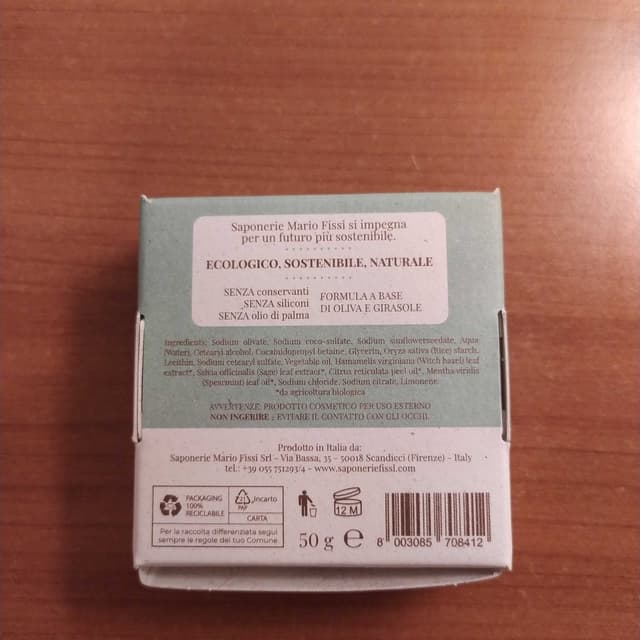 Saponerie Mario Fissi si impegna
per un futuro più sostenibile.
ECOLOGICO, SOSTENIBILE, NATURALE
SENZA conservanti
SENZA siliconi
SENZA olio di palma
FORMULA A BASE
DI OLIVA E GIRASOLE
Ingredients: Sodium olivate, Sodium coco-sulfate, Sodium sunflowerseedate, Aqua
(Water), Cetearyl alcohol, Cocamidopropyl betaine, Glycerin, Oryza sativa (Rice) starch,
Lecithin, Sodium cetearyl sulfate, Vegetable oil, Hamamelis virginiana (Witch hazel) leaf
extract*, Salvia officinalis (Sage) leaf extract*, Citrus reticulata peel oil*, Mentha viridis
(Spearmint) leaf oil*, Sodium chloride, Sodium citrate, Limonene.
*da agricoltura biologica
AVVERTENZE: PRODOTTO COSMETICO PER USO ESTERNO
NON INGERIRE - EVITARE IL CONTATTO CON GLI OCCHI.
Prodotto in Italia da:
Saponerie Mario Fissi Srl - Via Bassa, 35 - 50018 Scandicci (Firenze) - Italy
tel.: +39 055 751293/4 - www.saponeriefissi.com
PACKAGING
100%
RECICLABILE
21
PAP
Incarto
CARTA
Per la raccolta differenziata segui
sempre le regole del tuo Comune.
12 M
50 g e
8 003085 708412